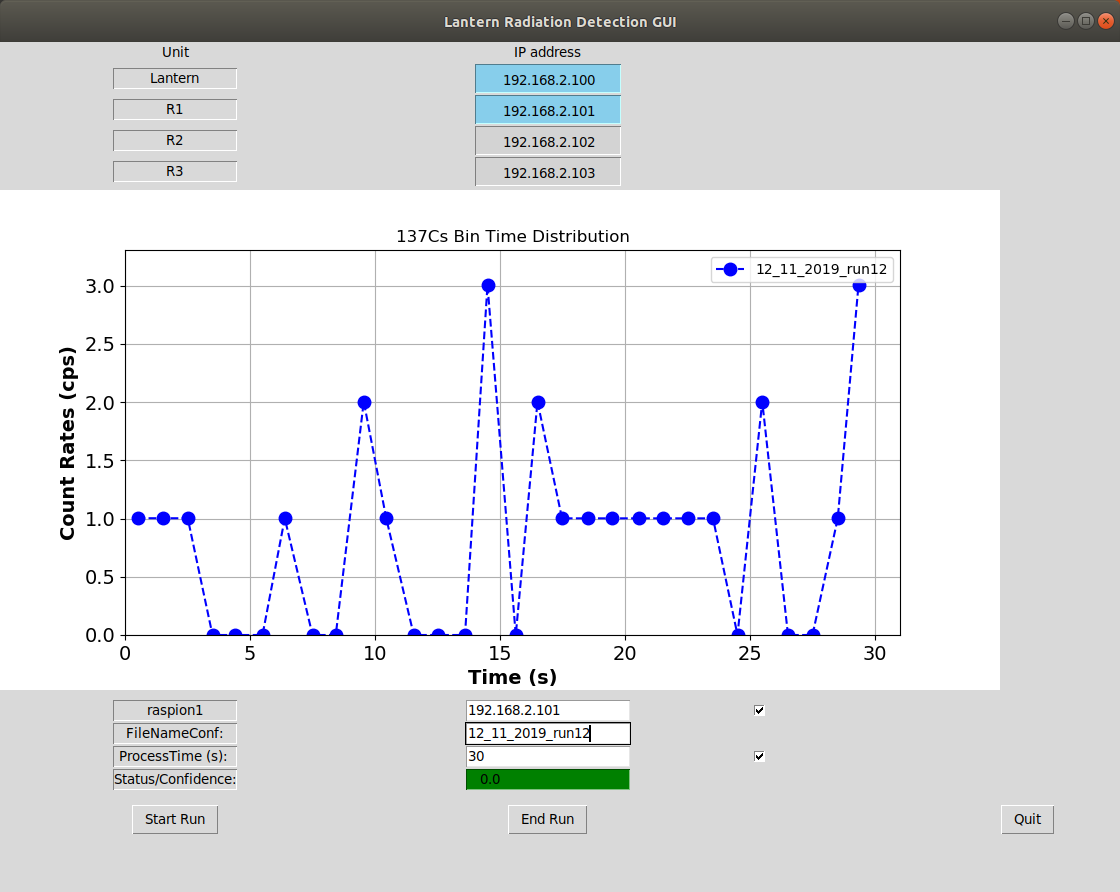 Lantern Radiation Detection GUI
Unit IP address
Lantern 192.168.2.100
R1 192.168.2.101
R2 192.168.2.102
R3 192.168.2.103
137Cs Bin Time Distribution
12_11_2019_run12
3.0
2.5
2.0
1.5
1.0
0.5
0.0
Count Rates (cps)
0 5 10 15 20 25 30
Time (s)
raspion1 192.168.2.101
FileNameConf: 12_11_2019_run12
ProcessTime (s): 30
Status/Confidence: 0.0
Start Run End Run Quit